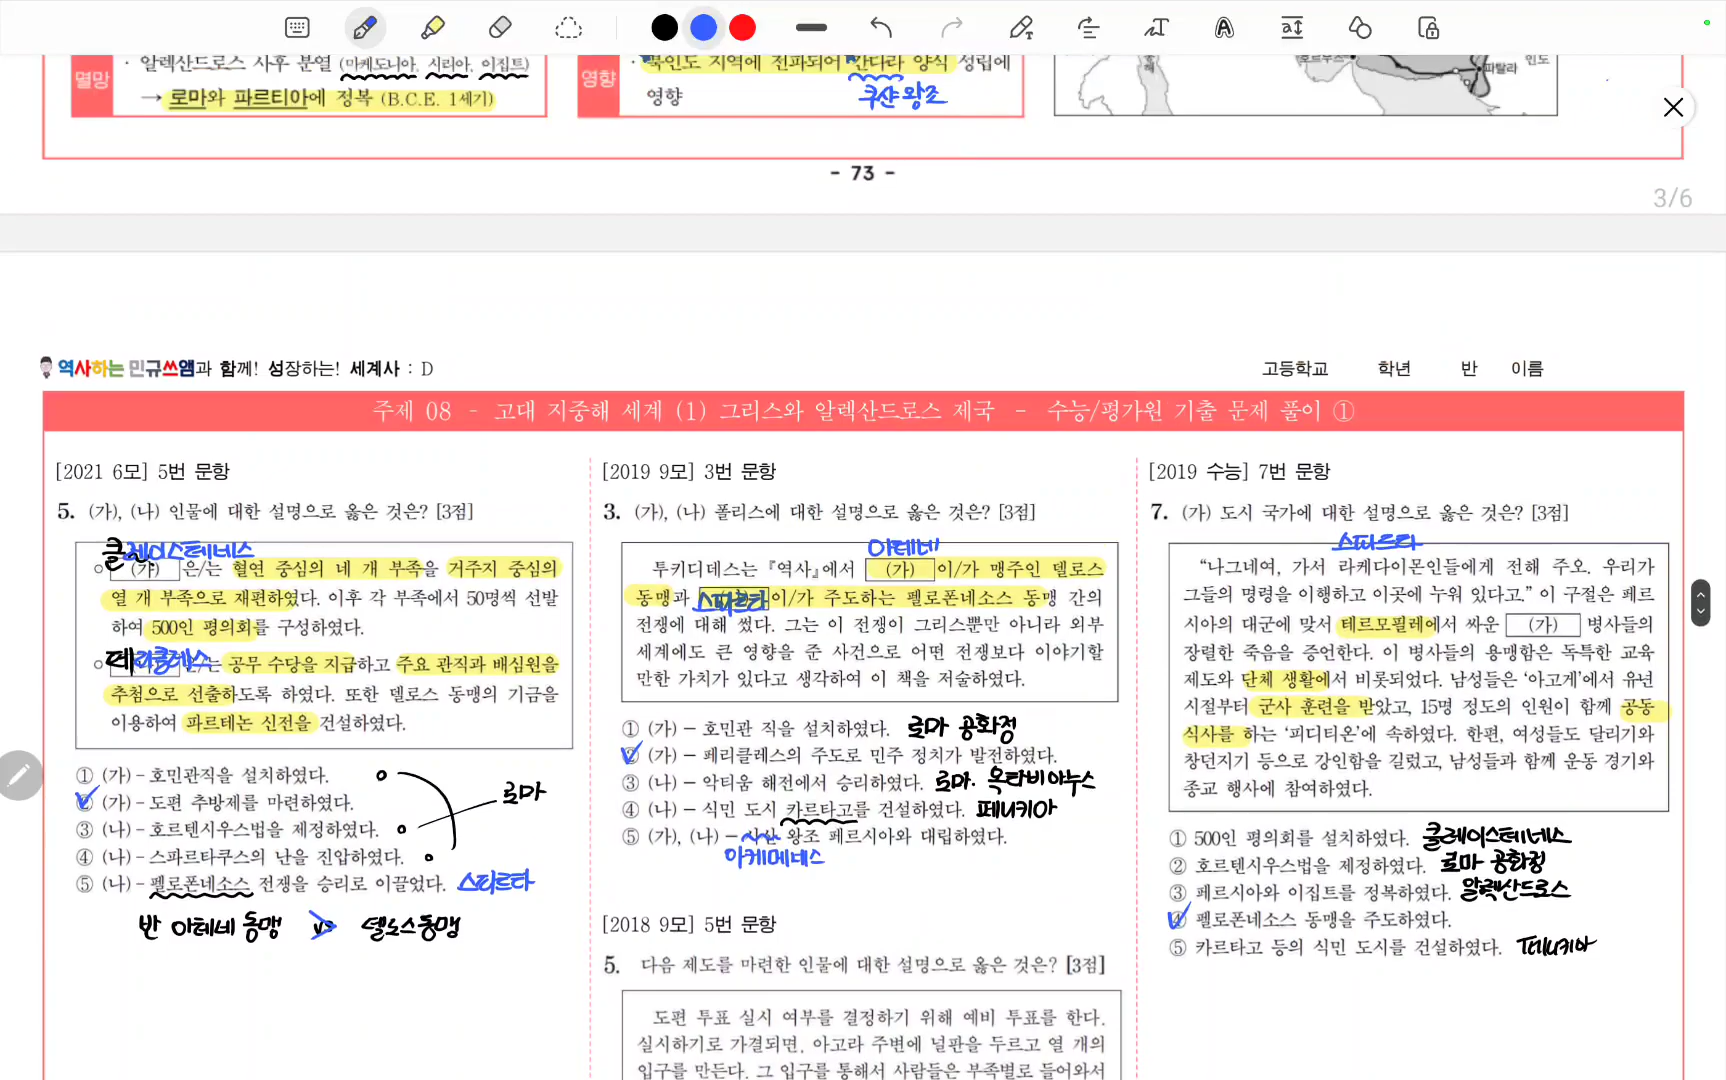 멸망
· 알렉산드로스 사후 분열 (마케도니아, 시리아, 이집트)
→ 로마와 파르티아에 정복 (B.C.E. 1세기)
영향
· 북인도 지역에 전파되어 간다라 양식 성립에
영향
쿠샨 왕조
파탈라
인도
- 73 -
3/6
역사하는 민규쓰앰과 함께! 성장하는! 세계사 : D
고등학교 학년 반 이름
주제 08 - 고대 지중해 세계 (1) 그리스와 알렉산드로스 제국 - 수능/평가원 기출 문제 풀이 ①
[2021 6모] 5번 문항
5. (가), (나) 인물에 대한 설명으로 옳은 것은? [3점]
클레이스테네스
○ (가) 은/는 혈연 중심의 네 개 부족을 거주지 중심의
열 개 부족으로 재편하였다. 이후 각 부족에서 50명씩 선발
하여 500인 평의회를 구성하였다.
페리클레스
○ 은/는 공무 수당을 지급하고 주요 관직과 배심원을
추첨으로 선출하도록 하였다. 또한 델로스 동맹의 기금을
이용하여 파르테논 신전을 건설하였다.
① (가) - 호민관직을 설치하였다.
② (가) - 도편 추방제를 마련하였다.
③ (나) - 호르텐시우스법을 제정하였다.
④ (나) - 스파르타쿠스의 난을 진압하였다.
로마
⑤ (나) - 펠로폰네소스 전쟁을 승리로 이끌었다. 스파르타
반 아테네 동맹 vs 델로스동맹
[2019 9모] 3번 문항
3. (가), (나) 폴리스에 대한 설명으로 옳은 것은? [3점]
아테네
투키디데스는 『역사』에서 (가) 이/가 맹주인 델로스
동맹과 스파르타 이/가 주도하는 펠로폰네소스 동맹 간의
전쟁에 대해 썼다. 그는 이 전쟁이 그리스뿐만 아니라 외부
세계에도 큰 영향을 준 사건으로 어떤 전쟁보다 이야기할
만한 가치가 있다고 생각하여 이 책을 저술하였다.
① (가) - 호민관 직을 설치하였다. 로마 공화정
② (가) - 페리클레스의 주도로 민주 정치가 발전하였다.
③ (나) - 악티움 해전에서 승리하였다. 로마. 옥타비아누스
④ (나) - 식민 도시 카르타고를 건설하였다. 페니키아
⑤ (가), (나) - 사산 왕조 페르시아와 대립하였다.
아케메네스
[2018 9모] 5번 문항
5. 다음 제도를 마련한 인물에 대한 설명으로 옳은 것은? [3점]
도편 투표 실시 여부를 결정하기 위해 예비 투표를 한다.
실시하기로 가결되면, 아고라 주변에 널판을 두르고 열 개의
입구를 만든다. 그 입구를 통해서 사람들은 부족별로 들어와서
[2019 수능] 7번 문항
7. (가) 도시 국가에 대한 설명으로 옳은 것은? [3점]
스파르타
“나그네여, 가서 라케다이몬인들에게 전해 주오. 우리가
그들의 명령을 이행하고 이곳에 누워 있다고.” 이 구절은 페르
시아의 대군에 맞서 테르모필레에서 싸운 (가) 병사들의
장렬한 죽음을 증언한다. 이 병사들의 용맹함은 독특한 교육
제도와 단체 생활에서 비롯되었다. 남성들은 ‘아고게’에서 유년
시절부터 군사 훈련을 받았고, 15명 정도의 인원이 함께 공동
식사를 하는 ‘피디티온’에 속하였다. 한편, 여성들도 달리기와
창던지기 등으로 강인함을 길렀고, 남성들과 함께 운동 경기와
종교 행사에 참여하였다.
① 500인 평의회를 설치하였다. 클레이스테네스
② 호르텐시우스법을 제정하였다. 로마 공화정
③ 페르시아와 이집트를 정복하였다. 알렉산드로스
④ 펠로폰네소스 동맹을 주도하였다.
⑤ 카르타고 등의 식민 도시를 건설하였다. 페니키아